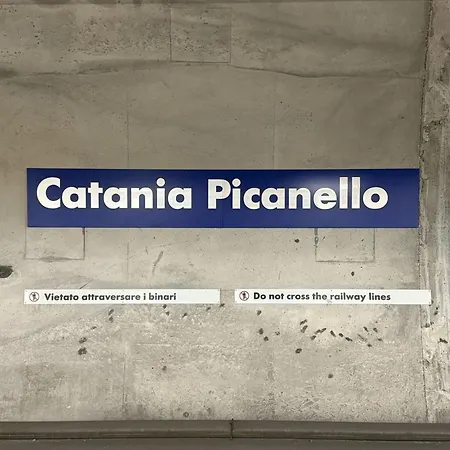 Catania Picanello
Vietato attraversare i binari
Do not cross the railway lines